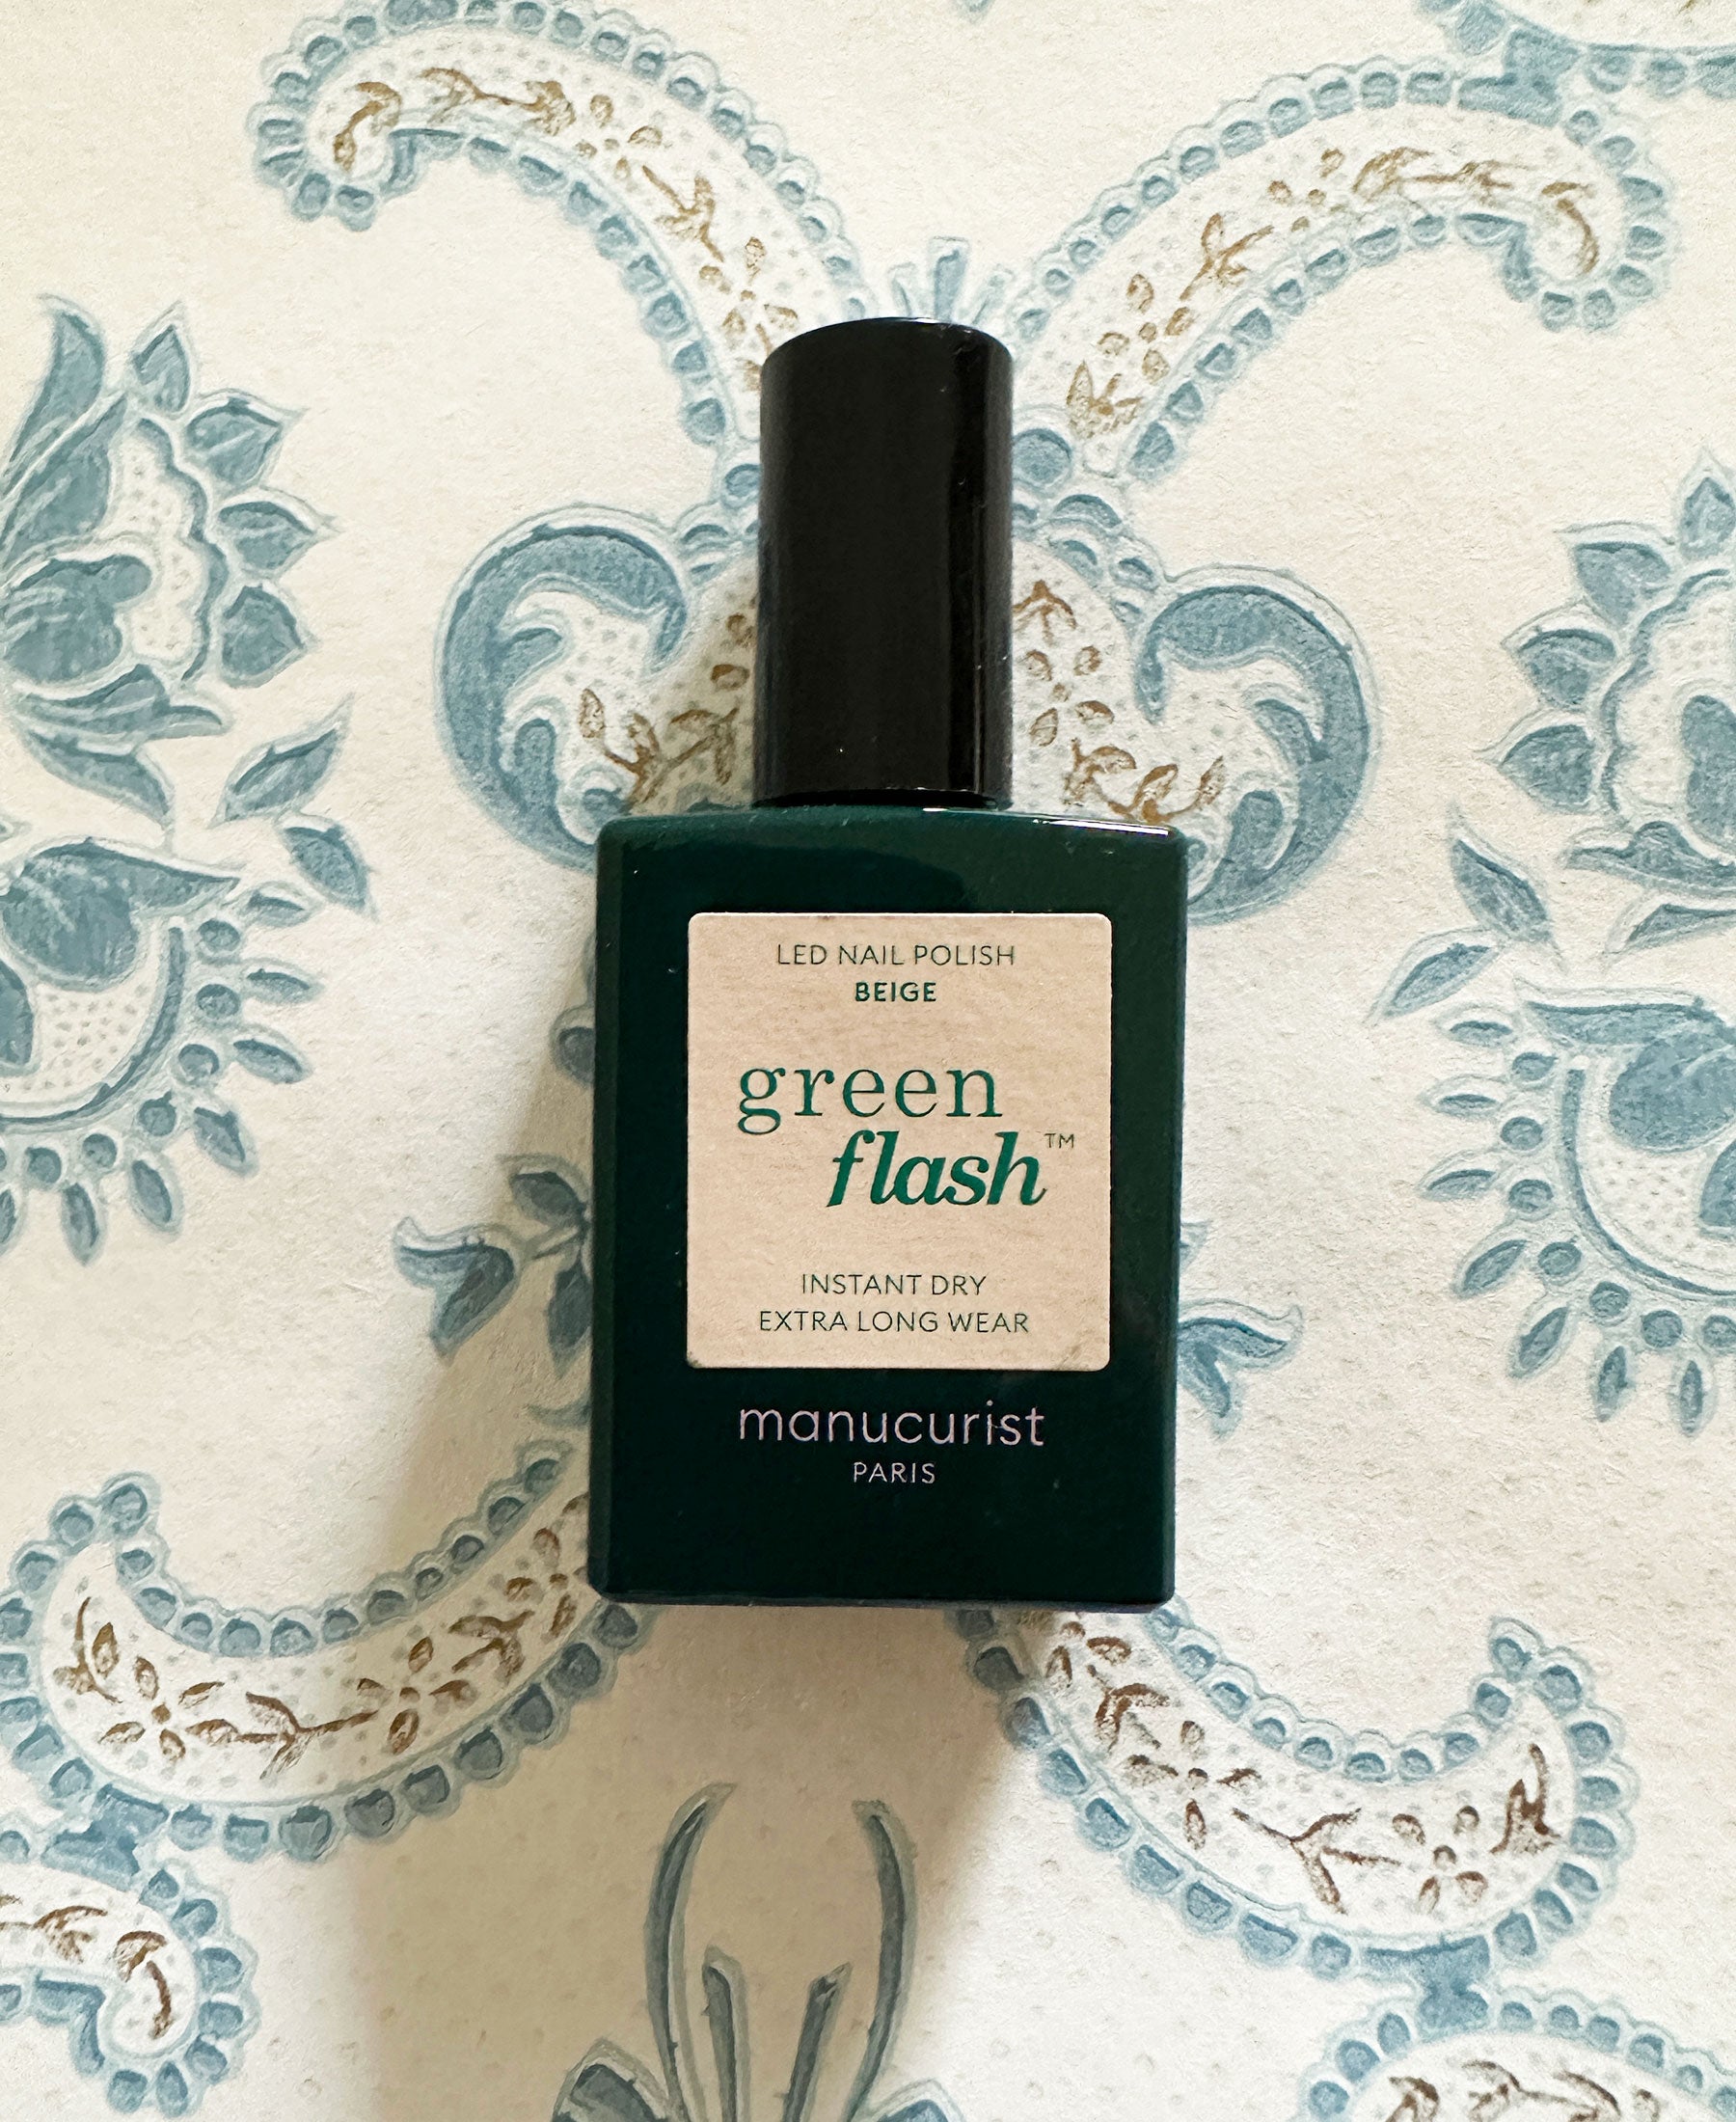 LED NAIL POLISH
BEIGE
green
flash™
INSTANT DRY
EXTRA LONG WEAR
manucurist
PARIS